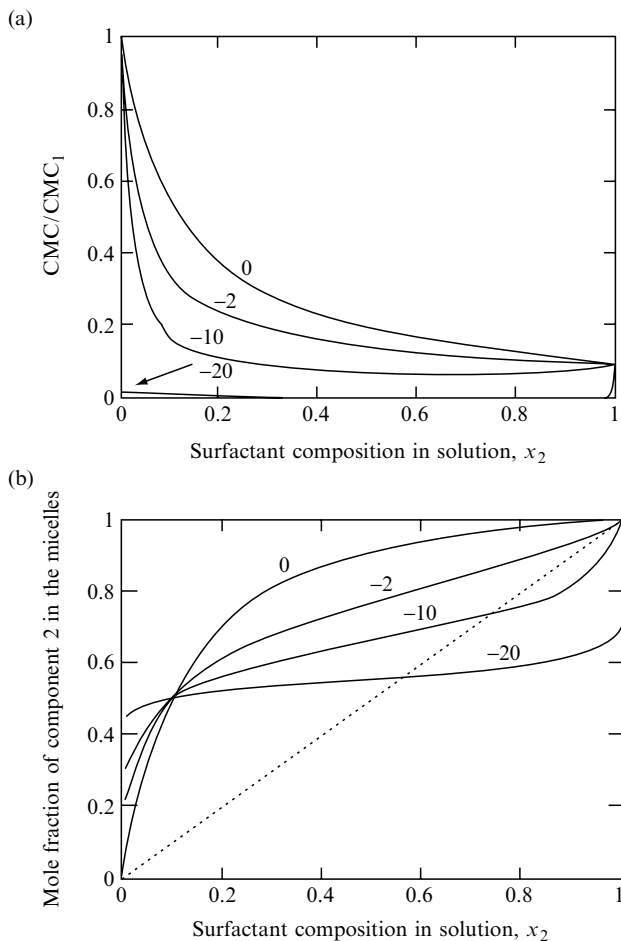 (a)
1
0.8
0.6
0.4
0.2
0
CMC/CMC₁
0
−2
−10
−20
0 0.2 0.4 0.6 0.8 1
Surfactant composition in solution, x₂
(b)
1
0.8
0.6
0.4
0.2
0
Mole fraction of component 2 in the micelles
0
−2
−10
−20
0 0.2 0.4 0.6 0.8 1
Surfactant composition in solution, x₂